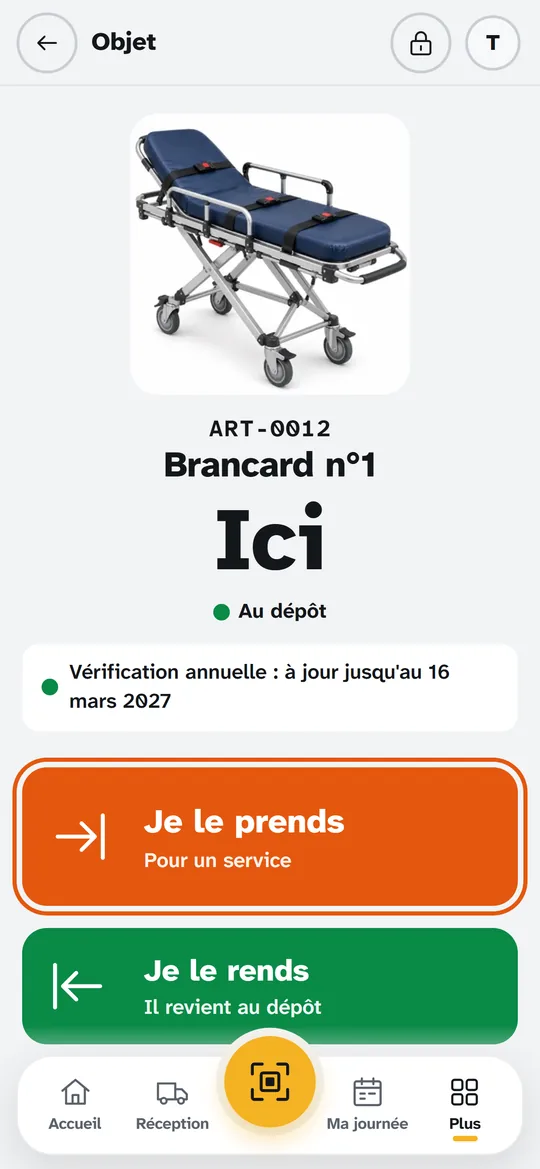 Objet
T
ART-0012
Brancard n°1
Ici
Au dépôt
Vérification annuelle : à jour jusqu'au 16
mars 2027
Je le prends
Pour un service
Je le rends
Il revient au dépôt
Accueil
Réception
Ma journée
Plus